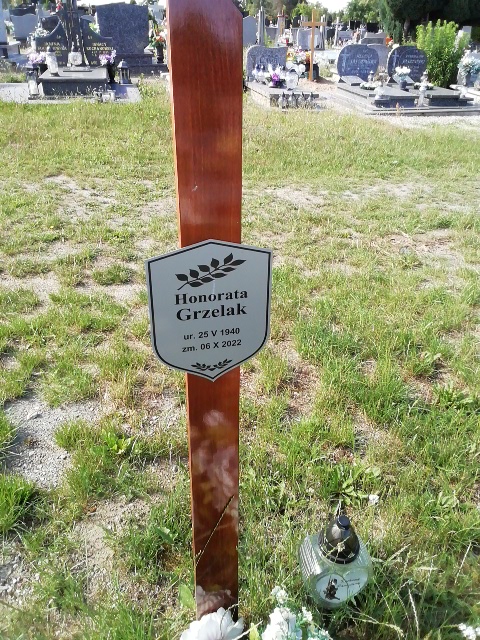 Honorata
Grzelak
ur. 25 V 1940
zm. 06 X 2022